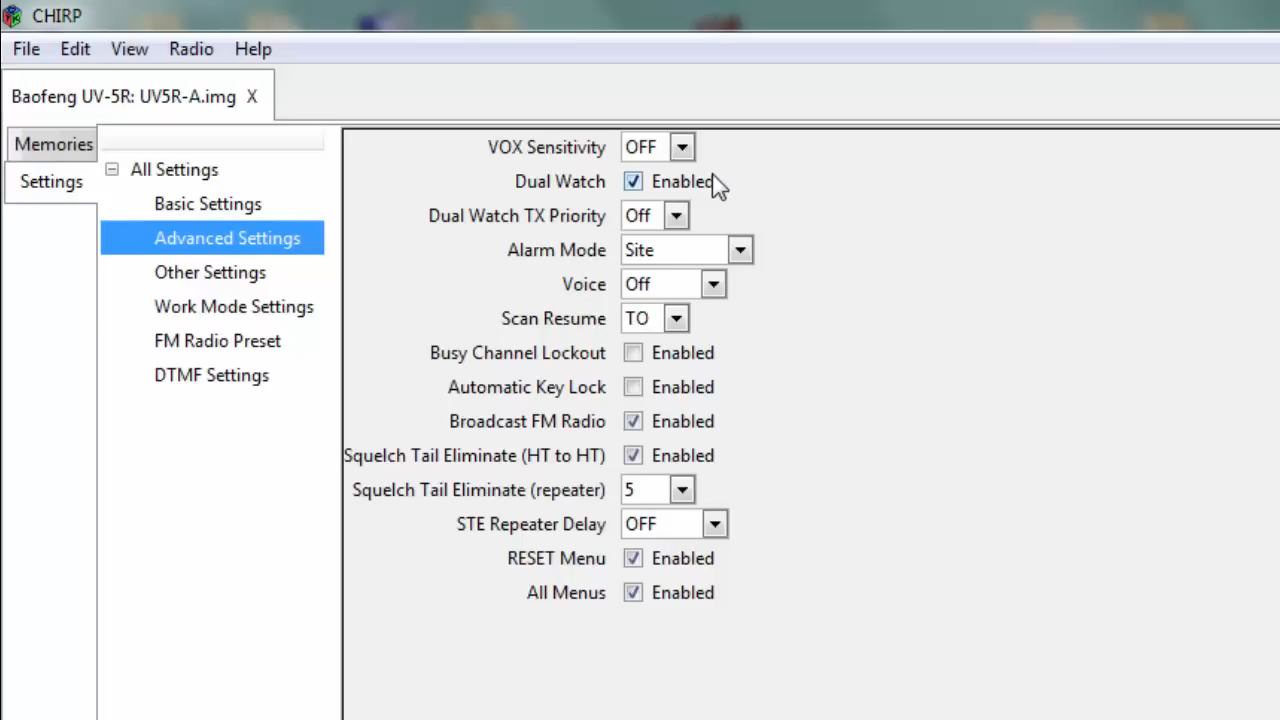 CHIRP
File Edit View Radio Help
Baofeng UV-5R: UV5R-A.img X
Memories
Settings
All Settings
Basic Settings
Advanced Settings
Other Settings
Work Mode Settings
FM Radio Preset
DTMF Settings
VOX Sensitivity OFF
Dual Watch Enabled
Dual Watch TX Priority Off
Alarm Mode Site
Voice Off
Scan Resume TO
Busy Channel Lockout Enabled
Automatic Key Lock Enabled
Broadcast FM Radio Enabled
Squelch Tail Eliminate (HT to HT) Enabled
Squelch Tail Eliminate (repeater) 5
STE Repeater Delay OFF
RESET Menu Enabled
All Menus Enabled